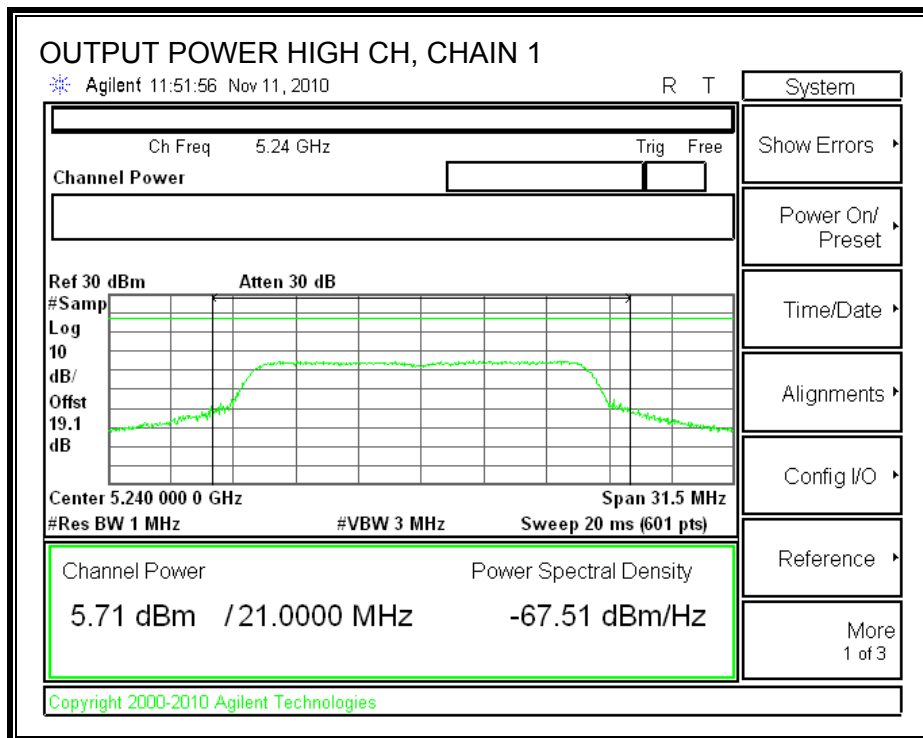 OUTPUT POWER HIGH CH, CHAIN 1
Agilent 11:51:56 Nov 11, 2010 R T
System
Ch Freq 5.24 GHz Trig Free
Show Errors
Channel Power
Power On/
Preset
Ref 30 dBm Atten 30 dB
#Samp
Log
10
dB/
Offst
19.1
dB
Time/Date
Alignments
Config I/O
Center 5.240 000 0 GHz Span 31.5 MHz
#Res BW 1 MHz #VBW 3 MHz Sweep 20 ms (601 pts)
Channel Power Power Spectral Density
5.71 dBm / 21.0000 MHz -67.51 dBm/Hz
Reference
More
1 of 3
Copyright 2000-2010 Agilent Technologies